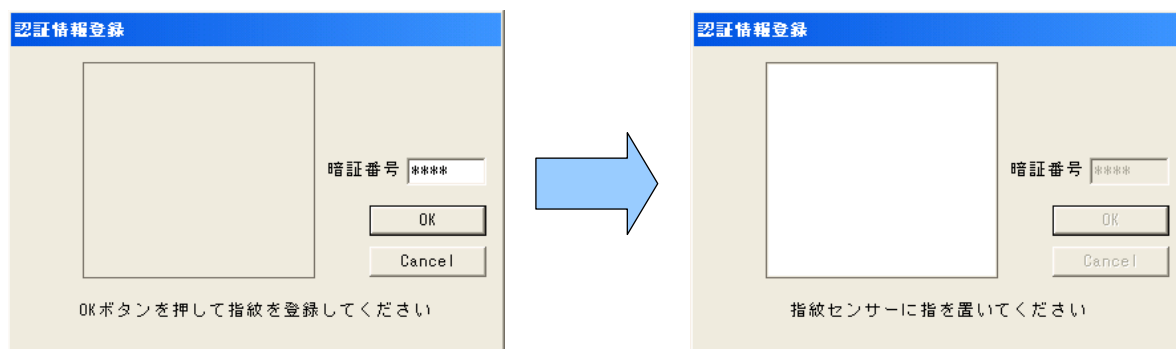 認証情報登録
暗証番号 ****
OK
Cancel
OKボタンを押して指紋を登録してください
認証情報登録
暗証番号 ****
OK
Cancel
指紋センサーに指を置いてください